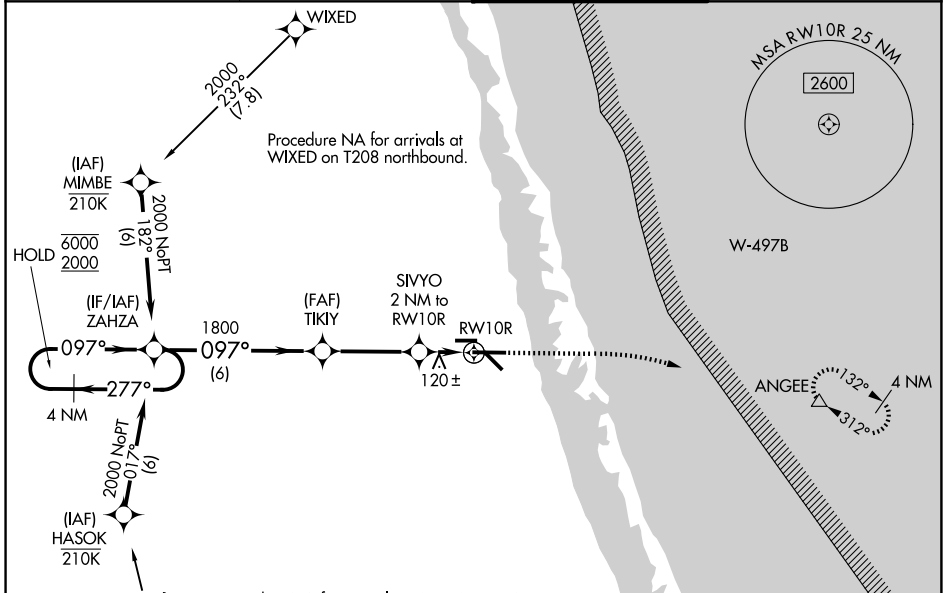 WIXED
2000
232°
(7.8)
MSA RW10R 25 NM
2600
Procedure NA for arrivals at
WIXED on T208 northbound.
(IAF)
MIMBE
210K
2000 NoPT
182°
(6)
HOLD
6000
2000
W-497B
(IF/IAF)
ZAHZA
1800
097°
(6)
(FAF)
TIKIY
SIVYO
2 NM to
RW10R
RW10R
097°
277°
4 NM
120±
ANGEE
132°
312°
4 NM
2000 NoPT
017°
(6)
(IAF)
HASOK
210K